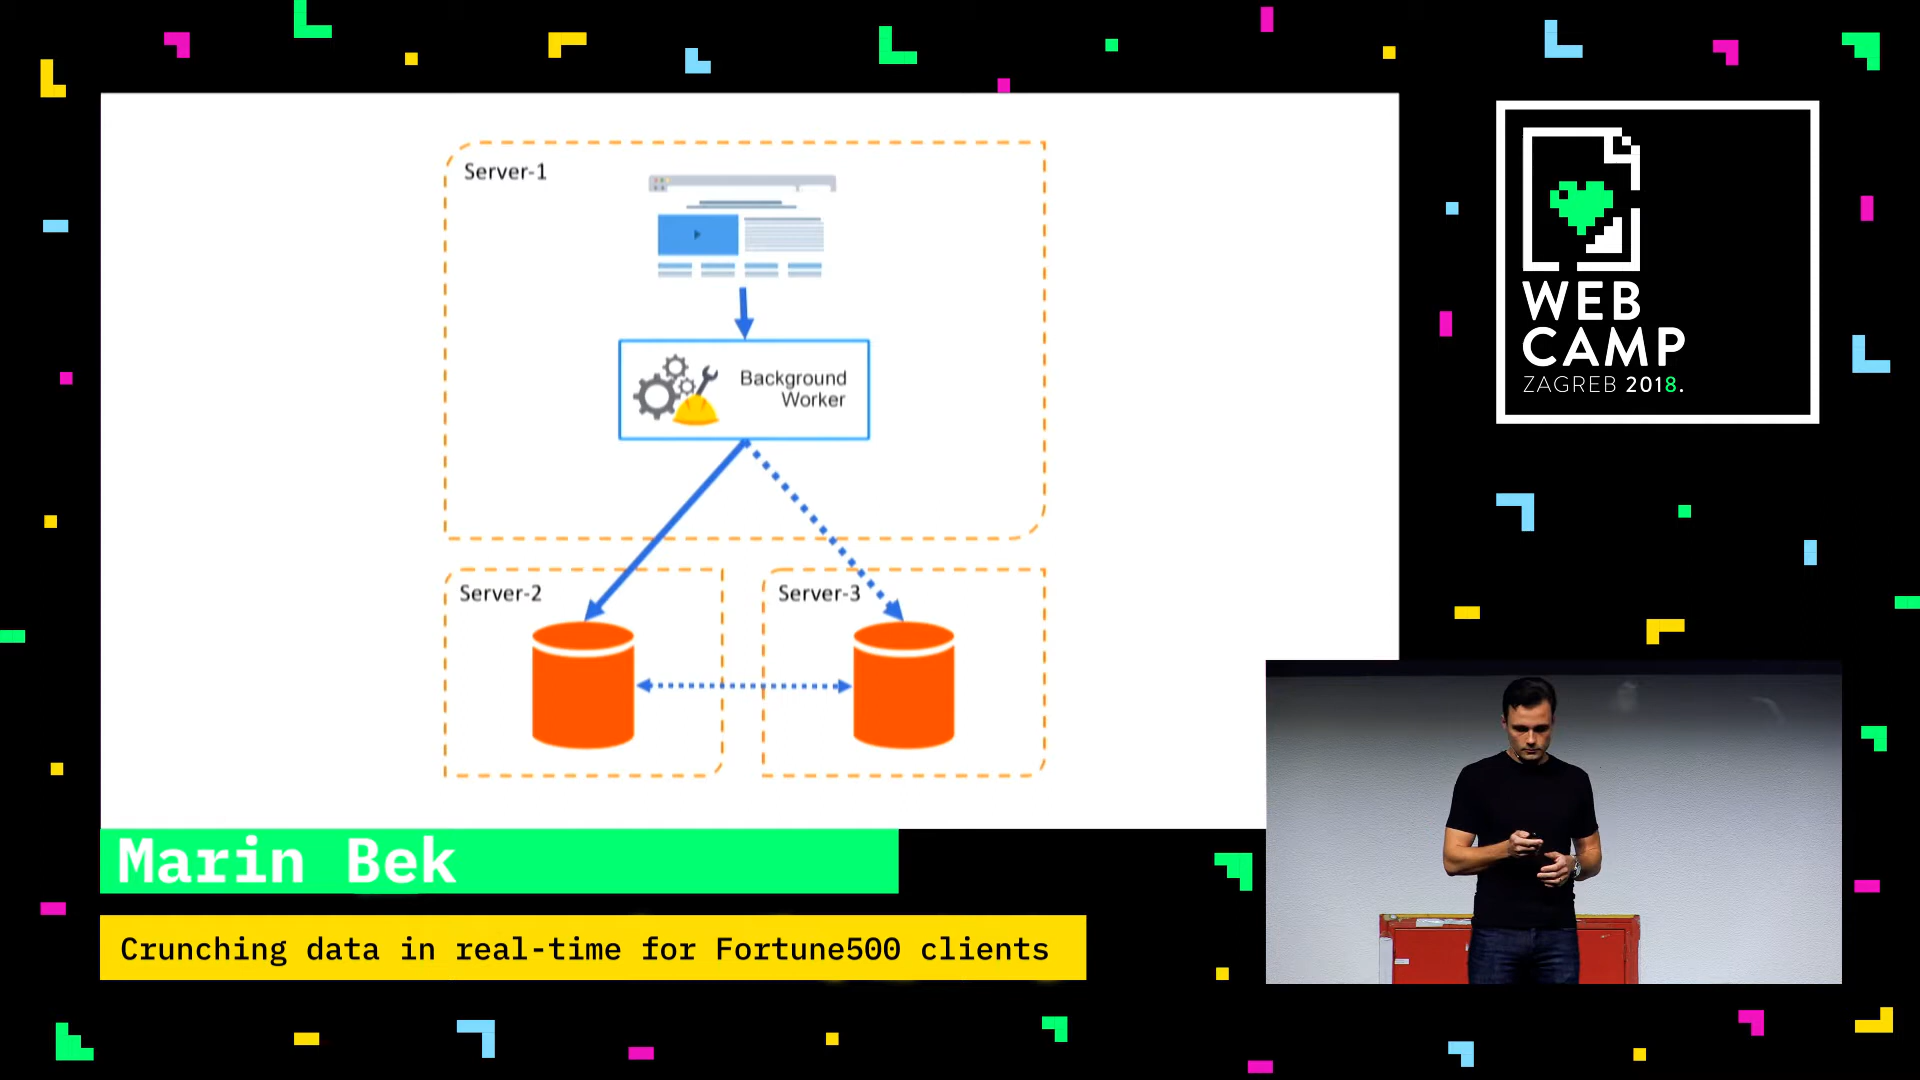 Server-1
Background
Worker
Server-2
Server-3
WEB
CAMP
ZAGREB 2018.
Marin Bek
Crunching data in real-time for Fortune500 clients